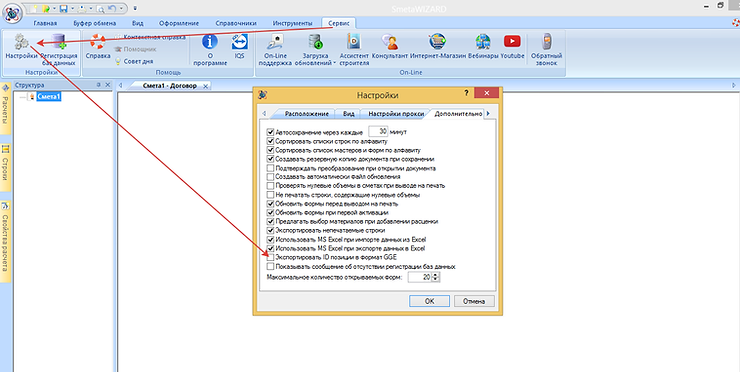 SmetaWIZARD
Главная Буфер обмена Вид Оформление Справочники Инструменты Сервис
Настройки
Регистрация баз данных
Настройки
Справка
Контекстная справка
Помощник
Совет дня
О программе
IQS
Помощь
On-Line поддержка
Загрузка обновлений
Ассистент строителя
Консультант
Интернет-Магазин
Вебинары
Youtube
Обратный звонок
On-Line
Структура
Смета1
Расчеты
Строки
Свойства расчета
Смета1 - Договор
Настройки
Расположение Вид Настройки прокси Дополнительно
Автосохранение через каждые 30 минут
Сортировать списки строк по алфавиту
Сортировать список мастеров и форм по алфавиту
Создавать резервную копию документа при сохранении
Подтверждать преобразование при открытии документа
Создавать автоматически Файл обновления
Проверять нулевые объемы в сметах при выводе на печать
Не печатать строки, содержащие нулевые объемы
Обновить формы перед выводом на печать
Обновить формы при первой активации
Предлагать выбор материалов при добавлении расценки
Экспортировать непечатаемые строки
Использовать MS Excel при импорте данных из Excel
Использовать MS Excel при экспорте данных в Excel
Экспортировать ID позиции в формат GGE
Показывать сообщение об отсутствии регистрации баз данных
Максимальное количество открываемых форм: 20
OK Отмена